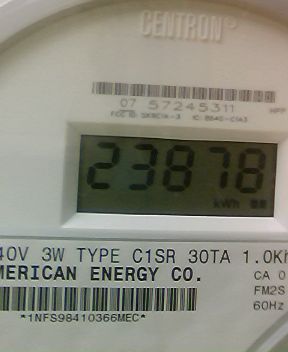 CENTRON®
07 57245311
23878
kWh
40V 3W TYPE C1SR 30TA 1.0Kh
MERICAN ENERGY CO.
CA 0
FM2S
60Hz
*1NFS98410366MEC*